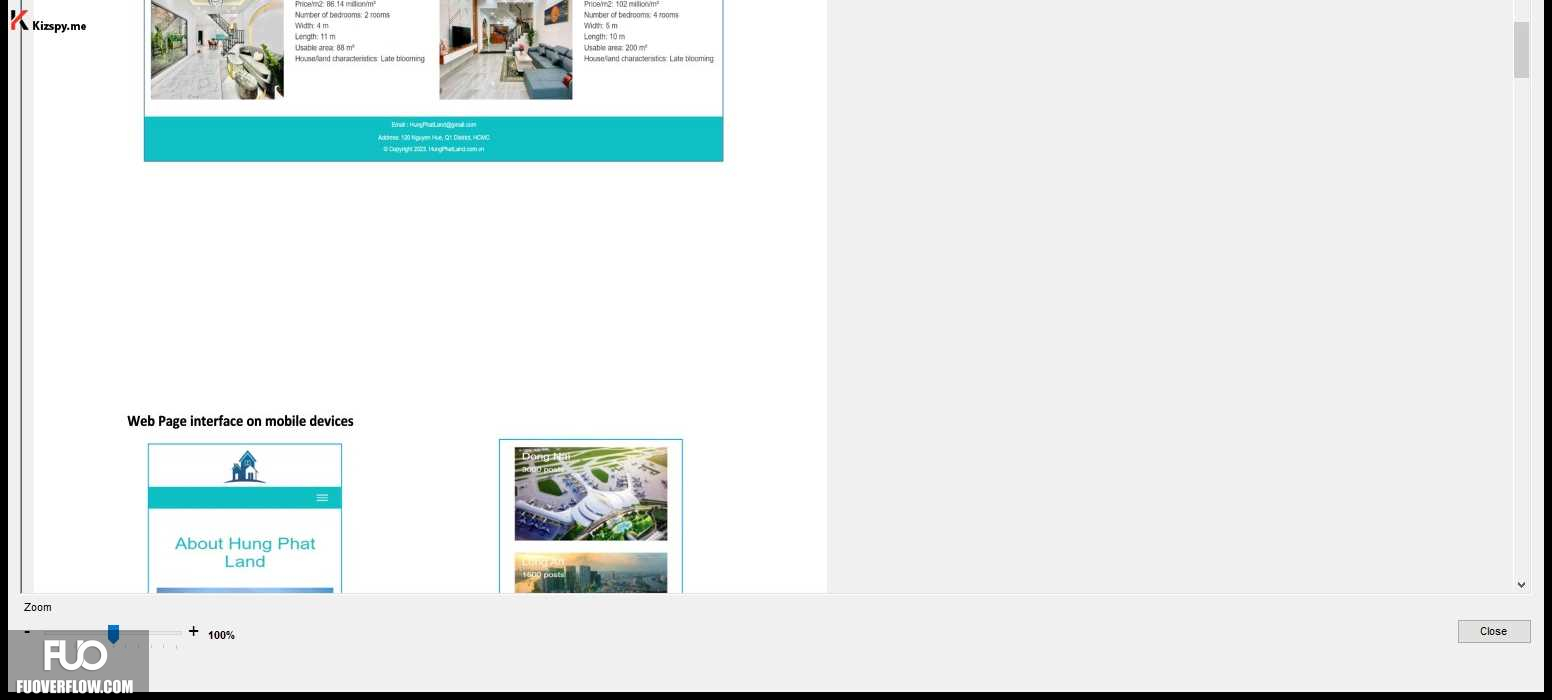 Kizspy.me
Price/m2: 86.14 million/m²
Number of bedrooms: 2 rooms
Width: 4 m
Length: 11 m
Usable area: 88 m²
House/land characteristics: Late blooming
Price/m2: 102 million/m²
Number of bedrooms: 4 rooms
Width: 5 m
Length: 10 m
Usable area: 200 m²
House/land characteristics: Late blooming
Email : HungPhatLand@gmail.com
Address: 120 Nguyen Hue, Q1 District, HCMC
© Copyright 2023, HungPhatLand.com.vn
Web Page interface on mobile devices
About Hung Phat
Land
Dong Nai
3000 posts
Long An
1600 posts
Zoom
- + 100%
Close
FUO
FUOVERFLOW.COM